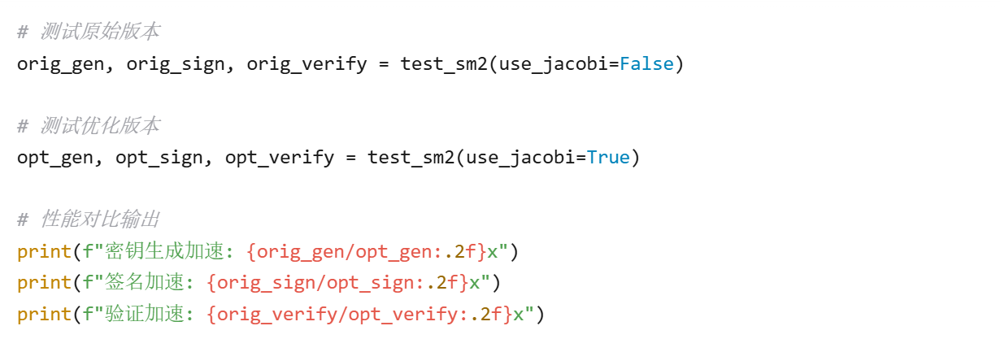 # 测试原始版本
orig_gen, orig_sign, orig_verify = test_sm2(use_jacobi=False)
# 测试优化版本
opt_gen, opt_sign, opt_verify = test_sm2(use_jacobi=True)
# 性能对比输出
print(f"密钥生成加速: {orig_gen/opt_gen:.2f}x")
print(f"签名加速: {orig_sign/opt_sign:.2f}x")
print(f"验证加速: {orig_verify/opt_verify:.2f}x")